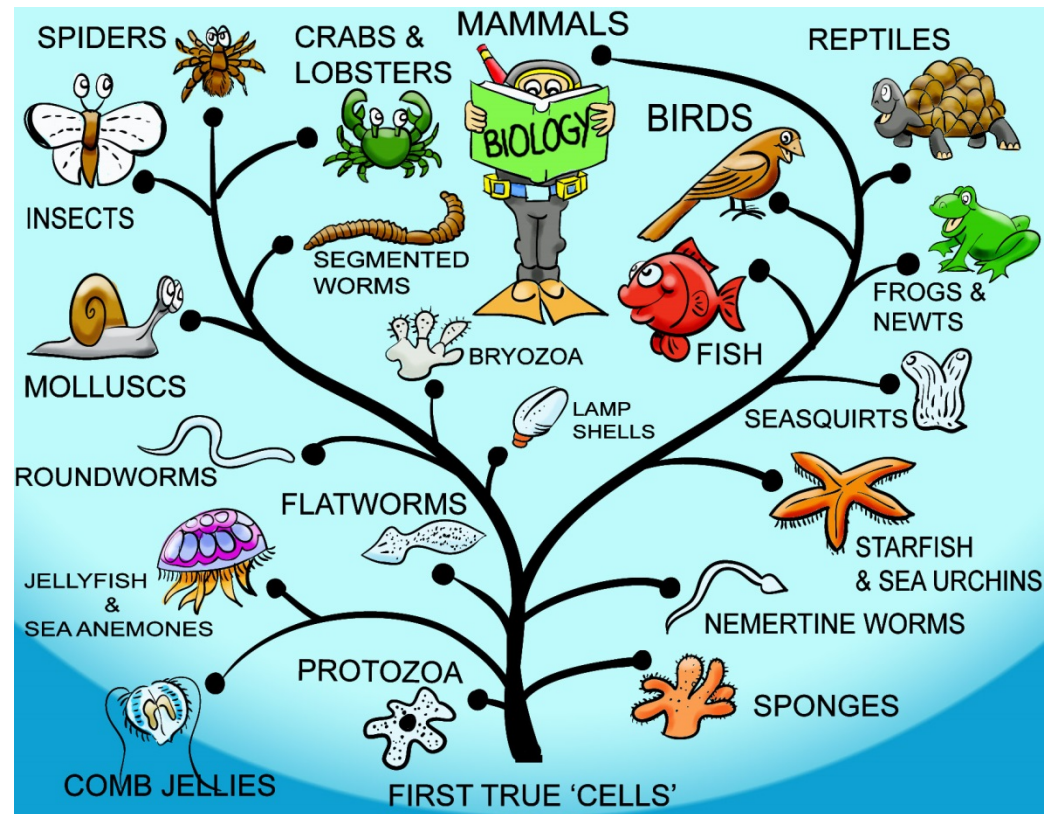 SPIDERS
CRABS &
LOBSTERS
MAMMALS
REPTILES
BIOLOGY
BIRDS
INSECTS
SEGMENTED
WORMS
FROGS &
NEWTS
MOLLUSCS
BRYOZOA
FISH
LAMP
SHELLS
SEASQUIRTS
ROUNDWORMS
FLATWORMS
STARFISH
& SEA URCHINS
JELLYFISH
&
SEA ANEMONES
NEMERTINE WORMS
PROTOZOA
SPONGES
COMB JELLIES
FIRST TRUE 'CELLS'